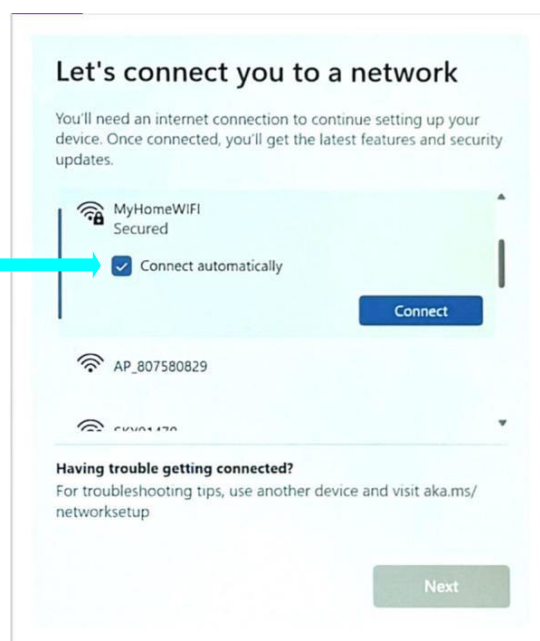 Let's connect you to a network
You'll need an internet connection to continue setting up your
device. Once connected, you'll get the latest features and security
updates.
MyHomeWIFI
Secured
Connect automatically
Connect
AP_807580829
Having trouble getting connected?
For troubleshooting tips, use another device and visit aka.ms/
networksetup
Next